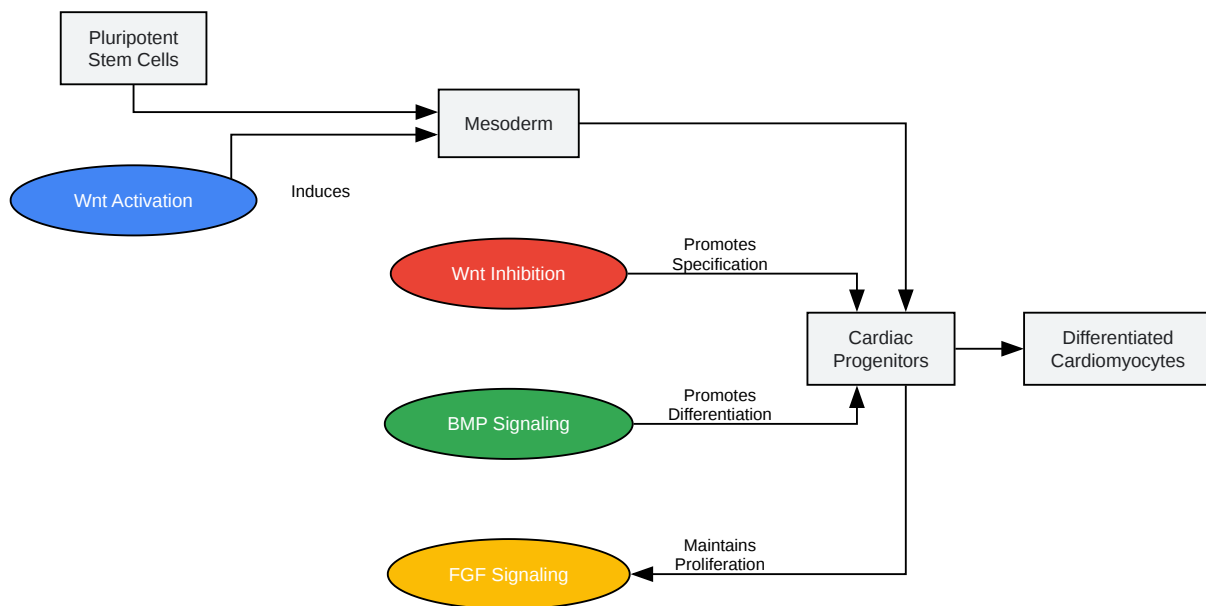 Pluripotent
Stem Cells
Mesoderm
Wnt Activation
Induces
Wnt Inhibition
Promotes
Specification
Cardiac
Progenitors
Differentiated
Cardiomyocytes
BMP Signaling
Promotes
Differentiation
FGF Signaling
Maintains
Proliferation